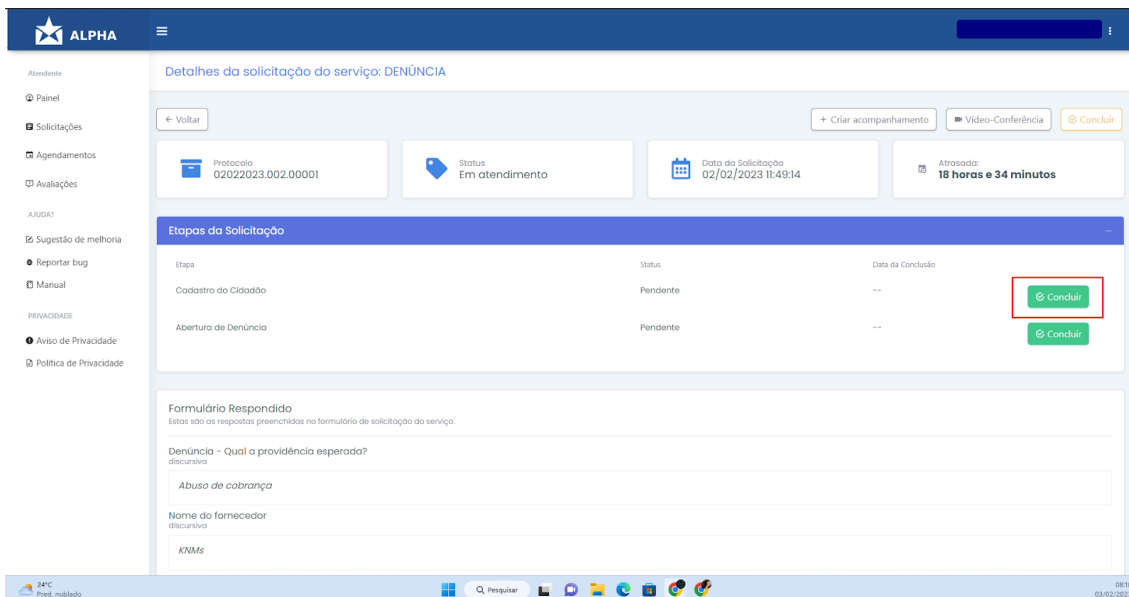 ALPHA
Atendente
Painel
Solicitações
Agendamentos
Avaliações
AJUDA?
Sugestão de melhoria
Reportar bug
Manual
PRIVACIDADE
Aviso de Privacidade
Política de Privacidade
Detalhes da solicitação do serviço: DENÚNCIA
← Voltar
+ Criar acompanhamento
Vídeo-Conferência
Concluir
Protocolo
02022023.002.00001
Status
Em atendimento
Data da Solicitação
02/02/2023 11:49:14
Atrasada:
18 horas e 34 minutos
Etapas da Solicitação
Etapa Status Data da Conclusão
Cadastro do Cidadão Pendente -- Concluir
Abertura de Denúncia Pendente -- Concluir
Formulário Respondido
Estas são as respostas preenchidas no formulário de solicitação do serviço.
Denúncia - Qual a providência esperada?
discursiva
Abuso de cobrança
Nome do fornecedor
discursiva
KNMs
24°C
Pred. nublado
Pesquisar